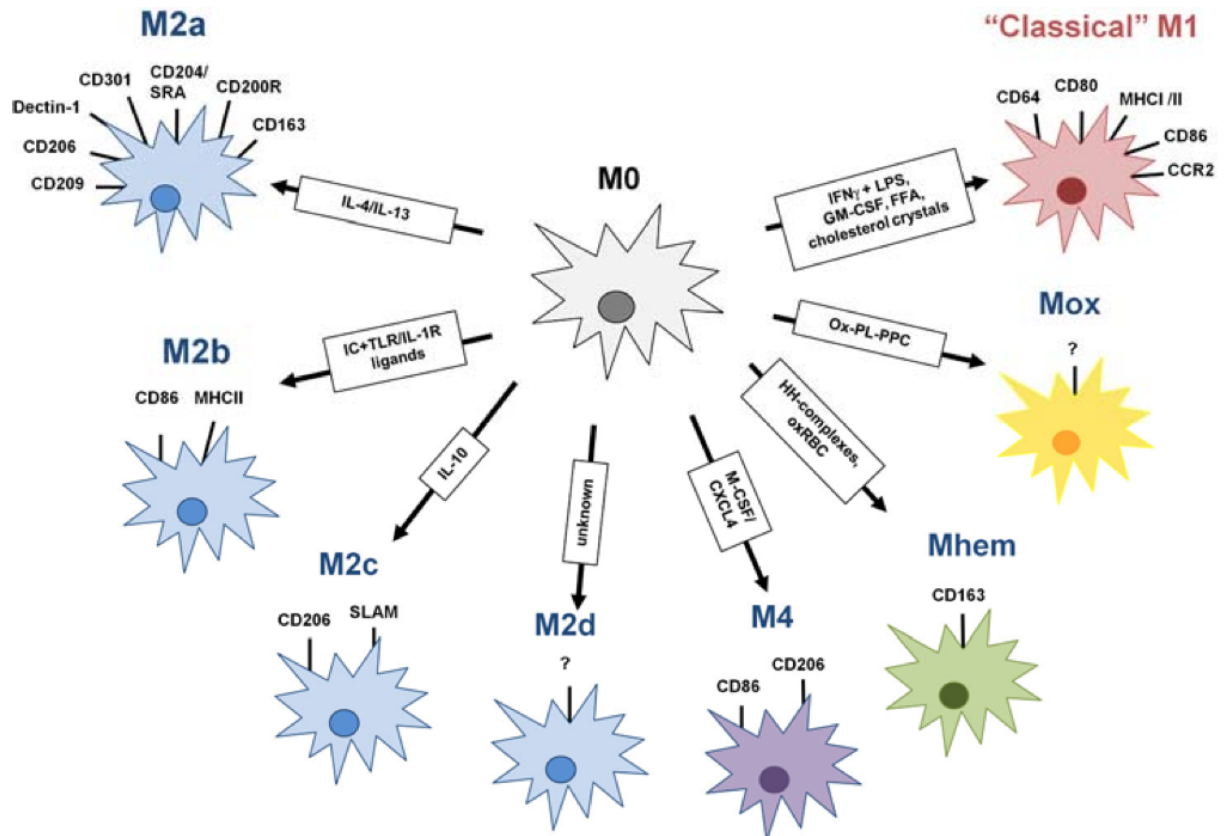 M2a
CD301
CD204/
SRA
CD200R
Dectin-1
CD163
CD206
CD209
IL-4/IL-13
M0
"Classical" M1
CD64
CD80
MHCI /II
CD86
CCR2
IFNγ + LPS,
GM-CSF, FFA,
cholesterol crystals
M2b
CD86
MHCII
IC+TLR/IL-1R
ligands
Ox-PL-PPC
Mox
?
HH-complexes,
oxRBC
IL-10
M2c
CD206
SLAM
unknown
M2d
?
M-CSF/
CXCL4
M4
CD86
CD206
Mhem
CD163